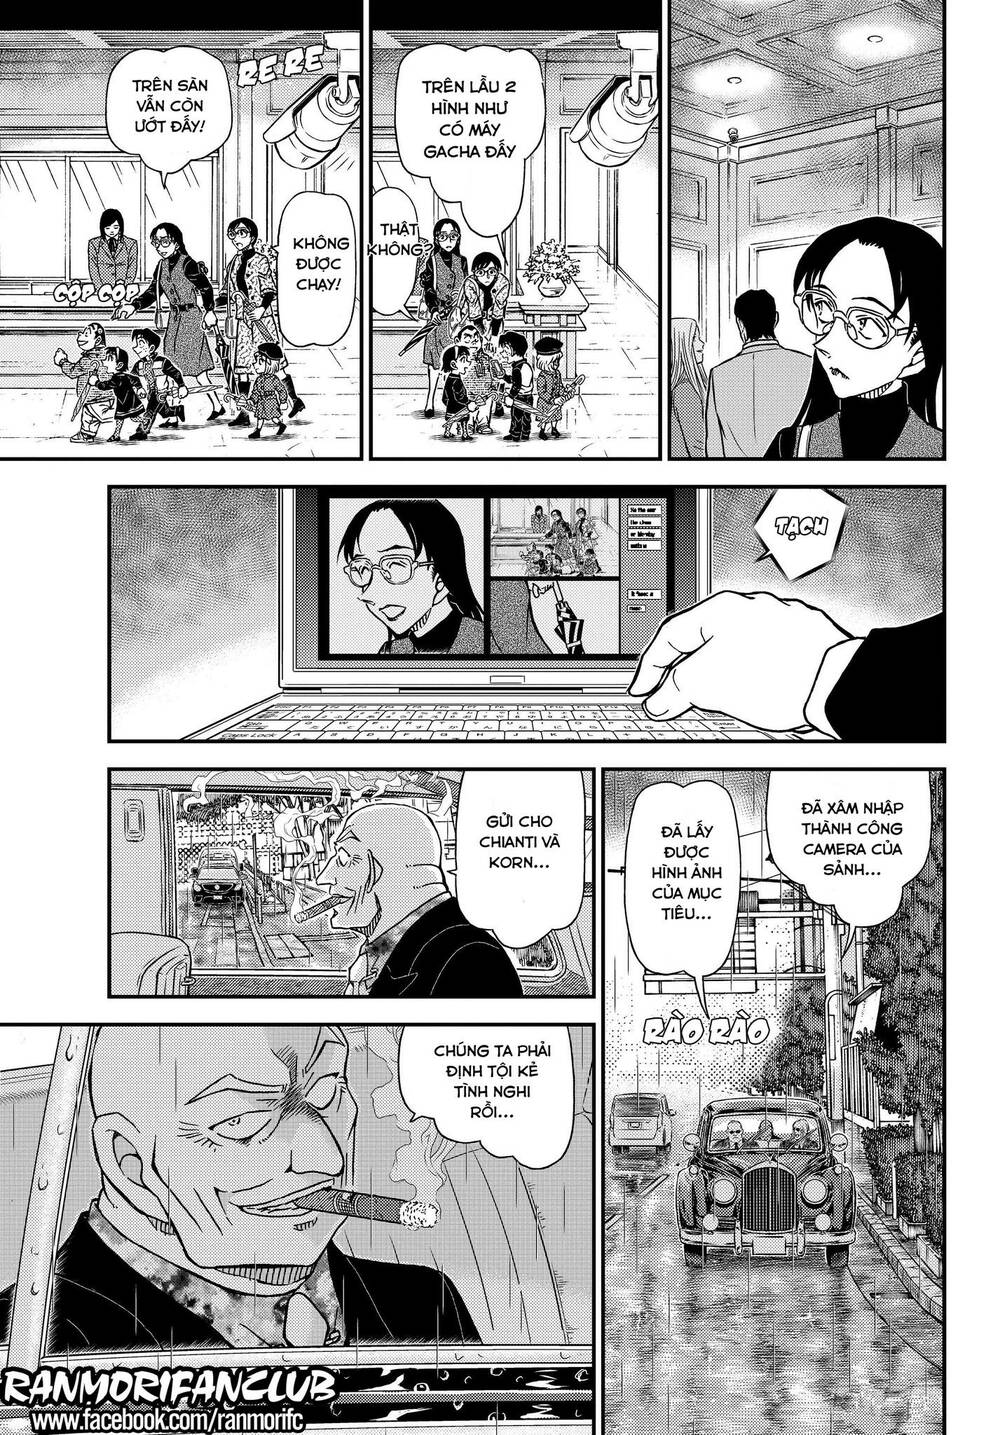 TRÊN LẦU 2
HÌNH NHƯ
CÓ MÁY
GACHA ĐẤY
THẬT
KHÔNG?
RE RE
TRÊN SÀN
VẪN CÒN
ƯỚT ĐẤY!
KHÔNG
ĐƯỢC
CHẠY!
CỘP CỘP
TẠCH
Caps Lock
Enter
ĐÃ XÂM NHẬP
THÀNH CÔNG
CAMERA CỦA
SẢNH...
ĐÃ LẤY
ĐƯỢC
HÌNH ẢNH
CỦA MỤC
TIÊU...
RÀO RÀO
GỬI CHO
CHIANTI VÀ
KORN...
CHÚNG TA PHẢI
ĐỊNH TỘI KẺ
TÌNH NGHI
RỒI...
RANMORIFANCLUB
www.facebook.com/ranmorifc